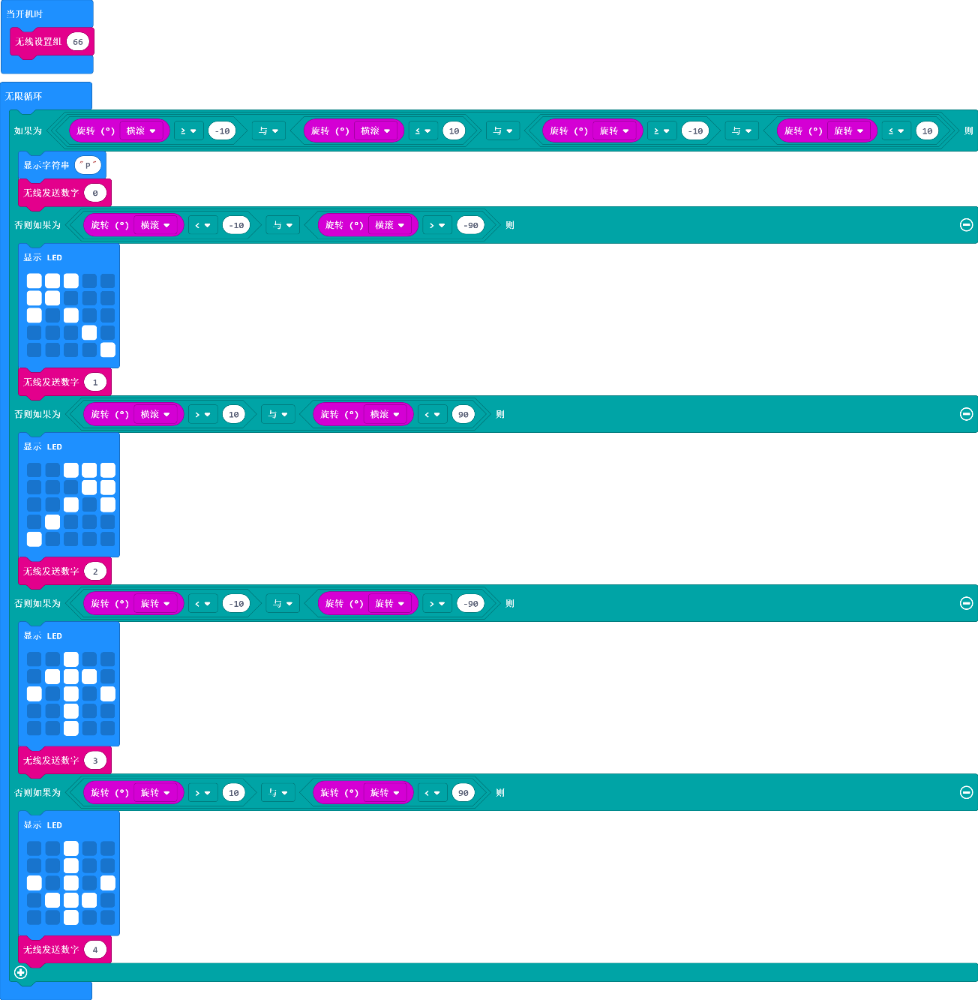 当开机时
无线设置组 66
无限循环
如果为 旋转 (°) 横滚 ≥ -10 与 旋转 (°) 横滚 ≤ 10 与 旋转 (°) 旋转 ≥ -10 与 旋转 (°) 旋转 ≤ 10 则
显示字符串 "P"
无线发送数字 0
否则如果为 旋转 (°) 横滚 < -10 与 旋转 (°) 横滚 > -90 则
显示 LED
无线发送数字 1
否则如果为 旋转 (°) 横滚 > 10 与 旋转 (°) 横滚 < 90 则
显示 LED
无线发送数字 2
否则如果为 旋转 (°) 旋转 < -10 与 旋转 (°) 旋转 > -90 则
显示 LED
无线发送数字 3
否则如果为 旋转 (°) 旋转 > 10 与 旋转 (°) 旋转 < 90 则
显示 LED
无线发送数字 4